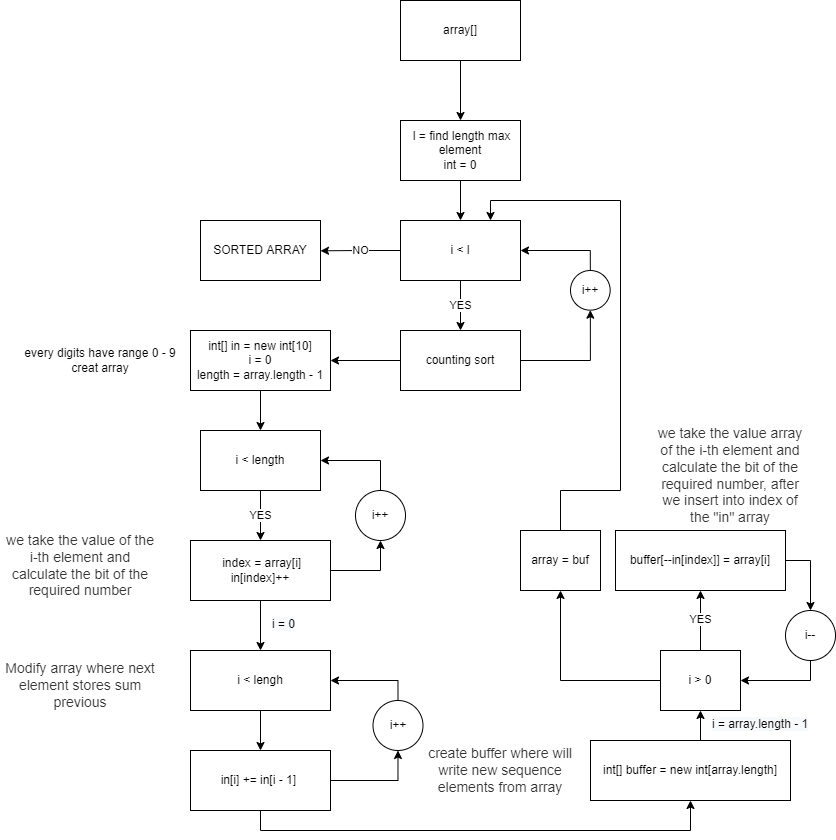 array[]
l = find length max
element
int = 0
SORTED ARRAY
NO
i < l
i++
YES
every digits have range 0 - 9
creat array
int[] in = new int[10]
i = 0
length = array.length - 1
counting sort
i < length
i++
YES
we take the value of the
i-th element and
calculate the bit of the
required number
index = array[i]
in[index]++
i = 0
Modify array where next
element stores sum
previous
i < lengh
i++
in[i] += in[i - 1]
create buffer where will
write new sequence
elements from array
int[] buffer = new int[array.length]
i = array.length - 1
i > 0
YES
i--
buffer[--in[index]] = array[i]
we take the value array
of the i-th element and
calculate the bit of the
required number, after
we insert into index of
the "in" array
array = buf